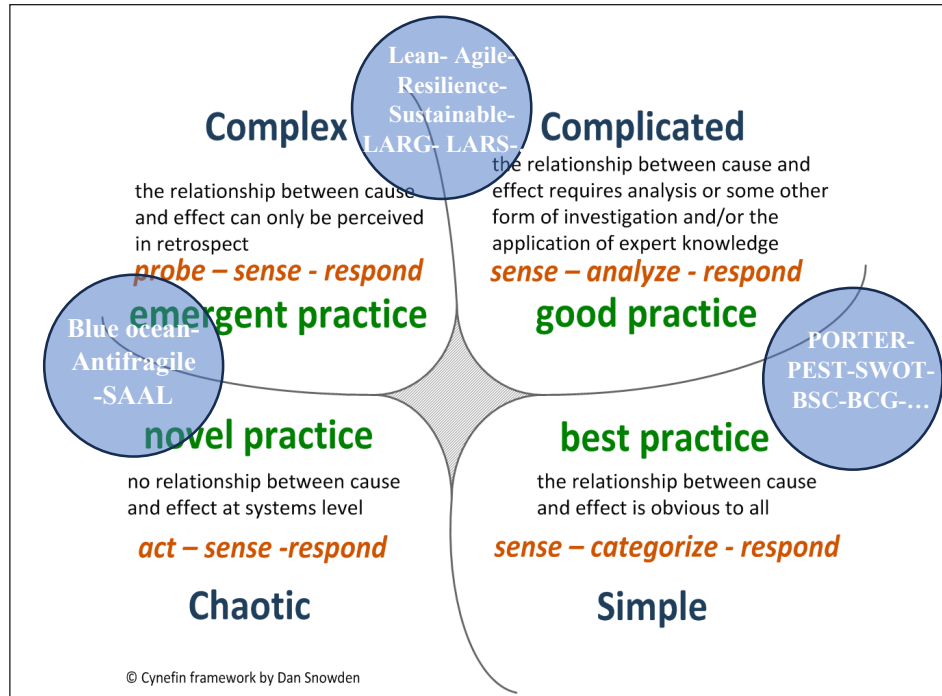 Lean- Agile-
Resilience-
Sustainable-
LARG- LARS-..
Complex
Complicated
the relationship between cause
and effect can only be perceived
in retrospect
probe – sense - respond
emergent practice
the relationship between cause and
effect requires analysis or some other
form of investigation and/or the
application of expert knowledge
sense – analyze - respond
good practice
Blue ocean-
Antifragile
-SAAL
PORTER-
PEST-SWOT-
BSC-BCG-…
novel practice
no relationship between cause
and effect at systems level
act – sense -respond
Chaotic
best practice
the relationship between cause
and effect is obvious to all
sense – categorize - respond
Simple
© Cynefin framework by Dan Snowden